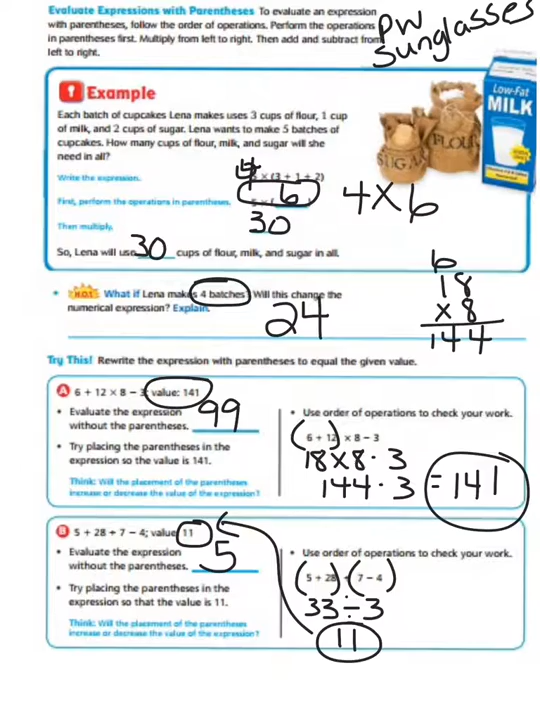 Evaluate Expressions with Parentheses To evaluate an expression
with parentheses, follow the order of operations. Perform the operations
in parentheses first. Multiply from left to right. Then add and subtract from
left to right.
PW
Sunglasses
! Example
Each batch of cupcakes Lena makes uses 3 cups of flour, 1 cup
of milk, and 2 cups of sugar. Lena wants to make 5 batches of
cupcakes. How many cups of flour, milk, and sugar will she
need in all?
SUGAR
FLOUR
Low-Fat
MILK
Write the expression.
4 × (3 + 1 + 2)
First, perform the operations in parentheses.
6
4 X 6
Then multiply.
30
So, Lena will use 30 cups of flour, milk, and sugar in all.
6
18
x 8
144
H.O.T. What if Lena makes 4 batches? Will this change the
numerical expression? Explain.
24
Try This! Rewrite the expression with parentheses to equal the given value.
A 6 + 12 × 8 – 3; value: 141
• Evaluate the expression
without the parentheses. 99
• Try placing the parentheses in the
expression so the value is 141.
Think: Will the placement of the parentheses
increase or decrease the value of the expression?
• Use order of operations to check your work.
(6 + 12) × 8 – 3
18 x 8 - 3
144 - 3 = 141
B 5 + 28 ÷ 7 – 4; value 11
• Evaluate the expression
without the parentheses. 5
• Try placing the parentheses in the
expression so that the value is 11.
Think: Will the placement of the parentheses
increase or decrease the value of the expression?
• Use order of operations to check your work.
(5 + 28) ÷ (7 – 4)
33 ÷ 3
11